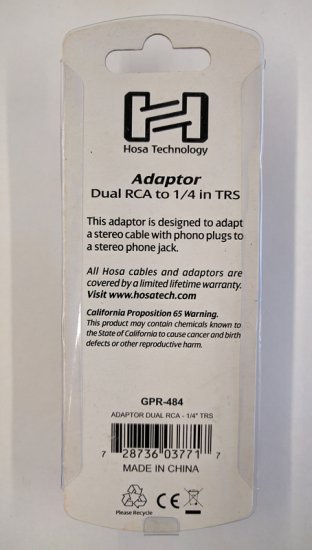 Hosa Technology
Adaptor
Dual RCA to 1/4 in TRS
This adaptor is designed to adapt
a stereo cable with phono plugs to
a stereo phone jack.
All Hosa cables and adaptors are
covered by a limited lifetime warranty.
Visit www.hosatech.com.
California Proposition 65 Warning.
This product may contain chemicals known to
the State of California to cause cancer and birth
defects or other reproductive harm.
GPR-484
ADAPTOR DUAL RCA - 1/4" TRS
7 28736 03771 7
MADE IN CHINA
Please Recycle
CE